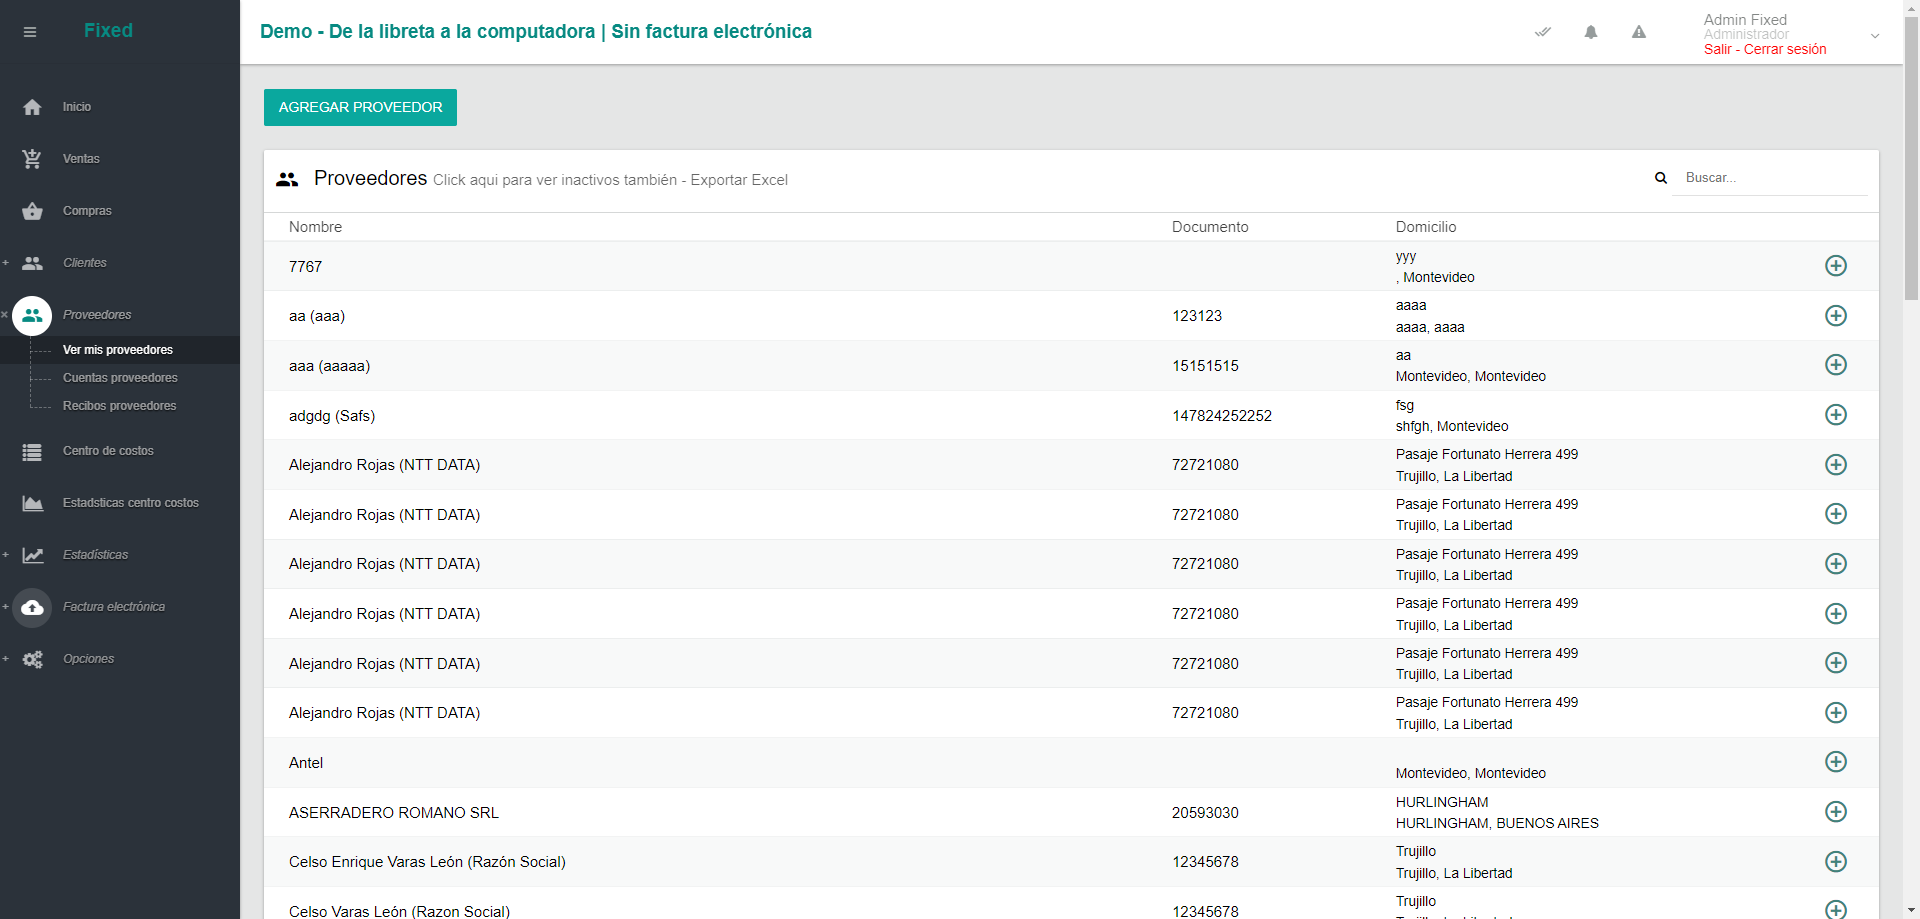 Fixed
Demo - De la libreta a la computadora | Sin factura electrónica
Admin Fixed
Administrador
Salir - Cerrar sesión
Inicio
Ventas
Compras
+ Clientes
× Proveedores
Ver mis proveedores
Cuentas proveedores
Recibos proveedores
Centro de costos
Estadsticas centro costos
+ Estadísticas
+ Factura electrónica
+ Opciones
AGREGAR PROVEEDOR
Proveedores Click aqui para ver inactivos también - Exportar Excel
Buscar...
Nombre Documento Domicilio
7767 yyy
, Montevideo
aa (aaa) 123123 aaaa
aaaa, aaaa
aaa (aaaaa) 15151515 aa
Montevideo, Montevideo
adgdg (Safs) 147824252252 fsg
shfgh, Montevideo
Alejandro Rojas (NTT DATA) 72721080 Pasaje Fortunato Herrera 499
Trujillo, La Libertad
Alejandro Rojas (NTT DATA) 72721080 Pasaje Fortunato Herrera 499
Trujillo, La Libertad
Alejandro Rojas (NTT DATA) 72721080 Pasaje Fortunato Herrera 499
Trujillo, La Libertad
Alejandro Rojas (NTT DATA) 72721080 Pasaje Fortunato Herrera 499
Trujillo, La Libertad
Alejandro Rojas (NTT DATA) 72721080 Pasaje Fortunato Herrera 499
Trujillo, La Libertad
Alejandro Rojas (NTT DATA) 72721080 Pasaje Fortunato Herrera 499
Trujillo, La Libertad
Antel
Montevideo, Montevideo
ASERRADERO ROMANO SRL 20593030 HURLINGHAM
HURLINGHAM, BUENOS AIRES
Celso Enrique Varas León (Razón Social) 12345678 Trujillo
Trujillo, La Libertad
Celso Varas León (Razon Social) 12345678 Trujillo